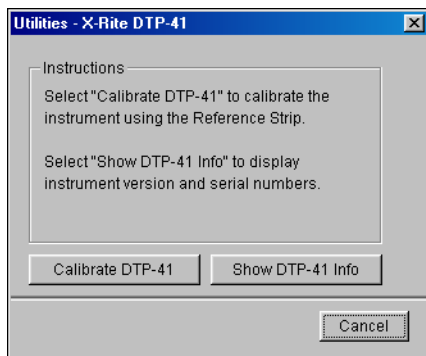 Utilities - X-Rite DTP-41
Instructions
Select "Calibrate DTP-41" to calibrate the
instrument using the Reference Strip.
Select "Show DTP-41 Info" to display
instrument version and serial numbers.
Calibrate DTP-41 Show DTP-41 Info
Cancel